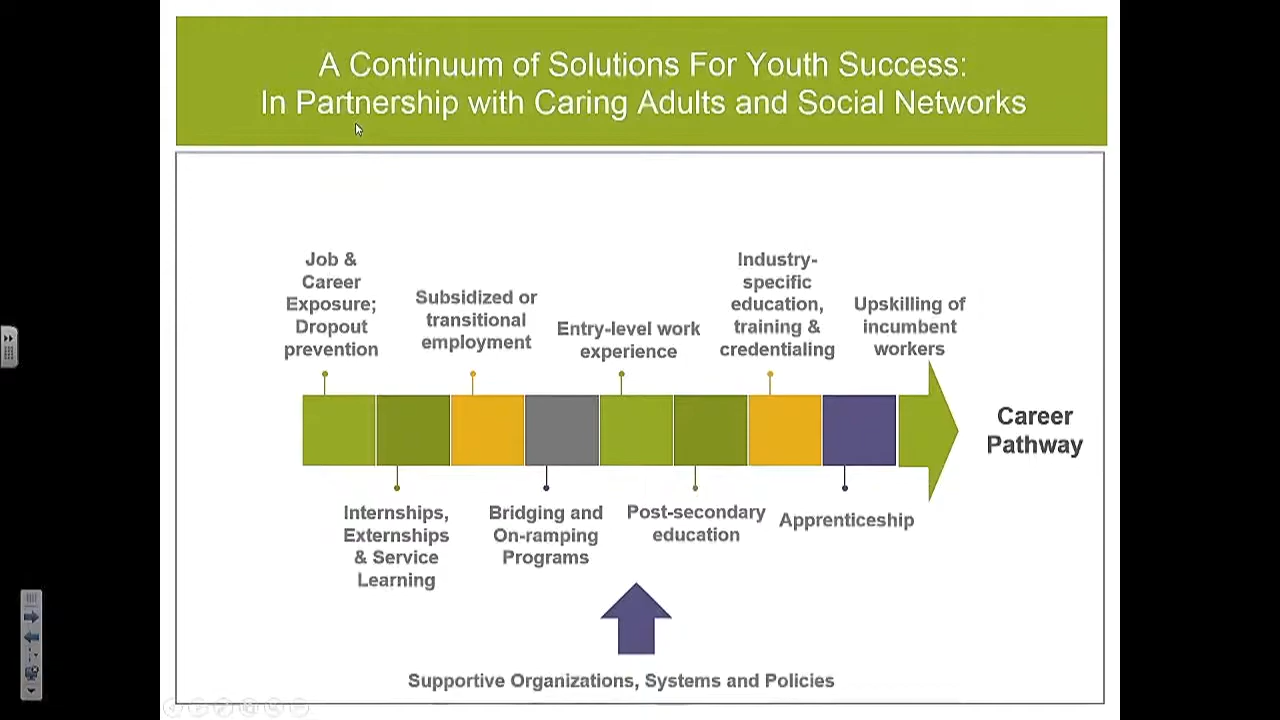 A Continuum of Solutions For Youth Success:
In Partnership with Caring Adults and Social Networks
Job &
Career
Exposure;
Dropout
prevention
Subsidized or
transitional
employment
Entry-level work
experience
Industry-
specific
education,
training &
credentialing
Upskilling of
incumbent
workers
Career
Pathway
Internships,
Externships
& Service
Learning
Bridging and
On-ramping
Programs
Post-secondary
education
Apprenticeship
Supportive Organizations, Systems and Policies